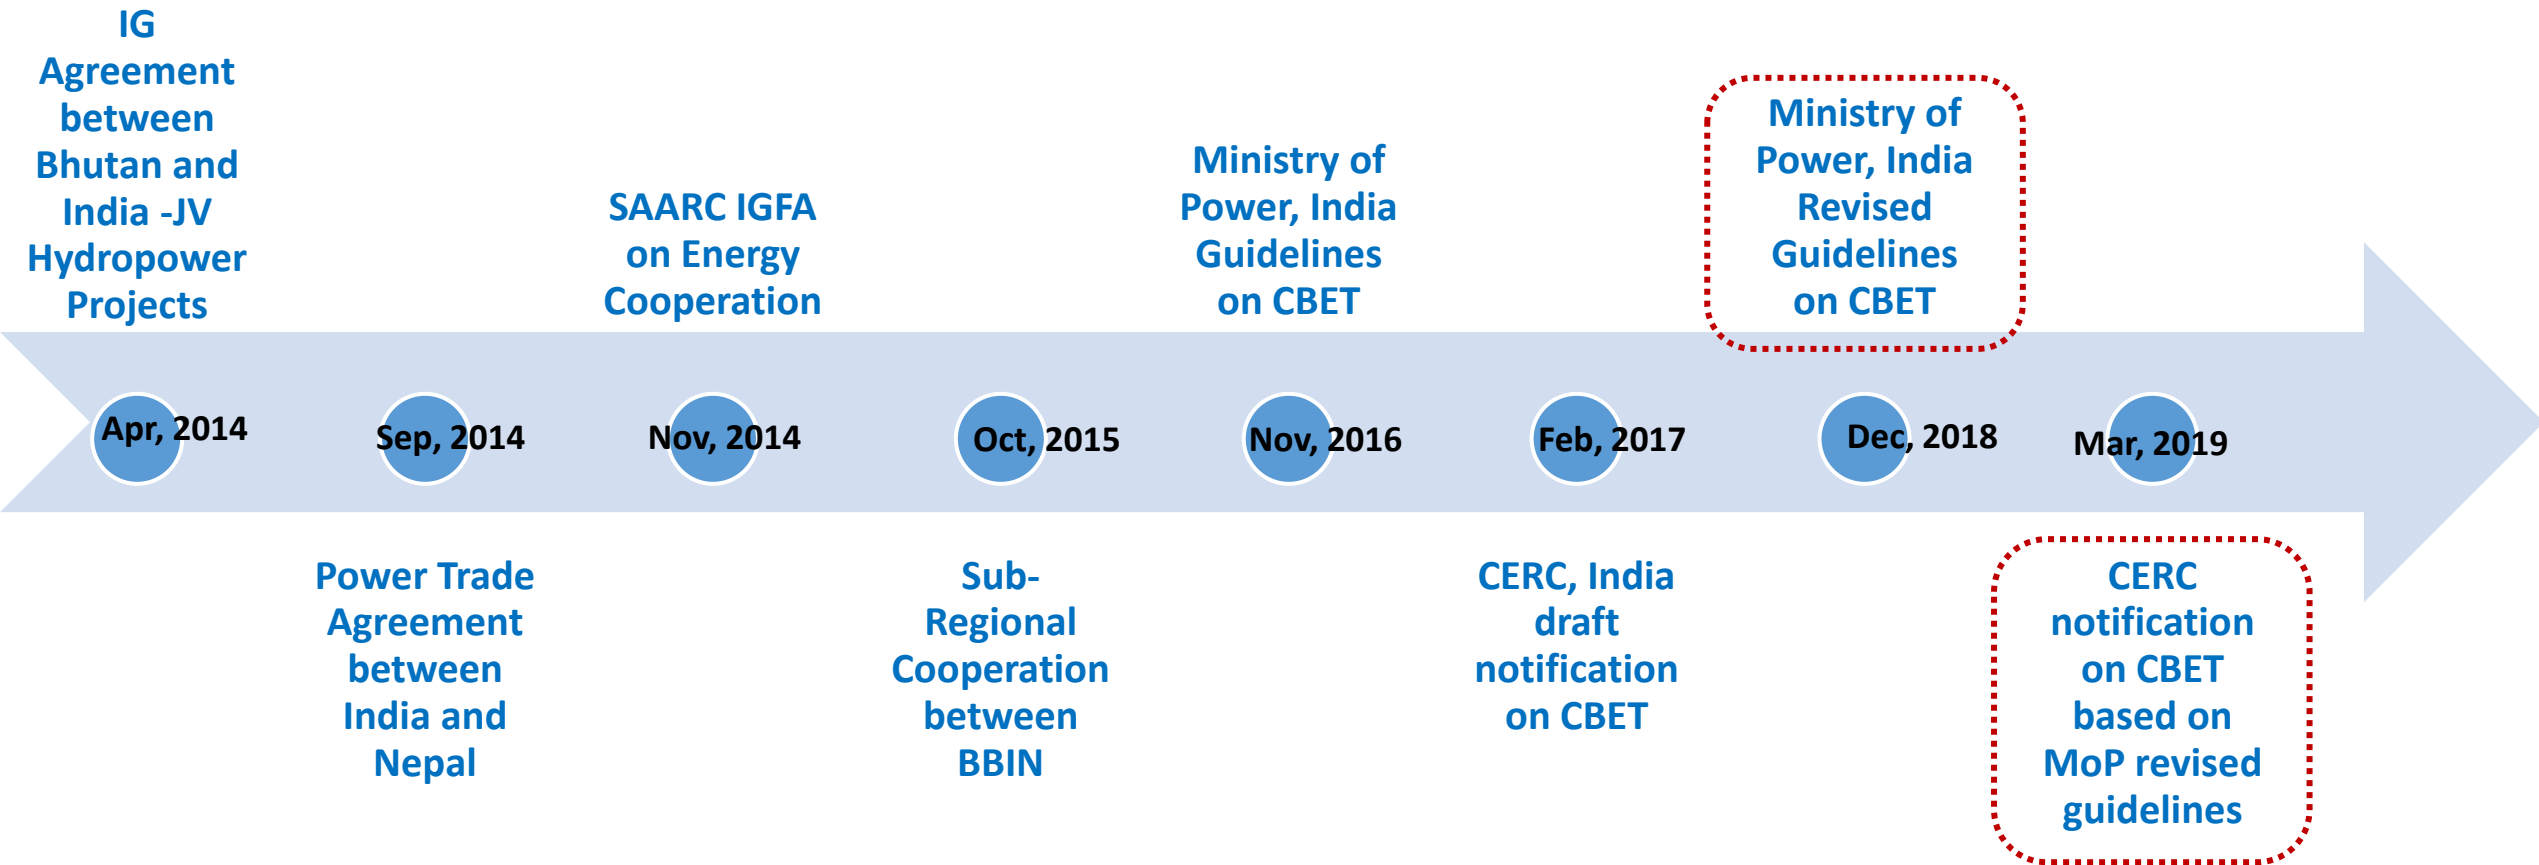 IG
Agreement
between
Bhutan and
India -JV
Hydropower
Projects
SAARC IGFA
on Energy
Cooperation
Ministry of
Power, India
Guidelines
on CBET
Ministry of
Power, India
Revised
Guidelines
on CBET
Apr, 2014
Sep, 2014
Nov, 2014
Oct, 2015
Nov, 2016
Feb, 2017
Dec, 2018
Mar, 2019
Power Trade
Agreement
between
India and
Nepal
Sub-
Regional
Cooperation
between
BBIN
CERC, India
draft
notification
on CBET
CERC
notification
on CBET
based on
MoP revised
guidelines